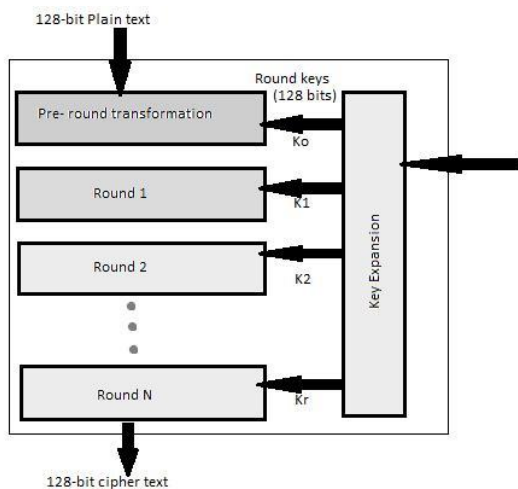 128-bit Plain text
Round keys
(128 bits)
Pre- round transformation
Ko
Round 1
K1
Round 2
K2
Key Expansion
Round N
Kr
128-bit cipher text